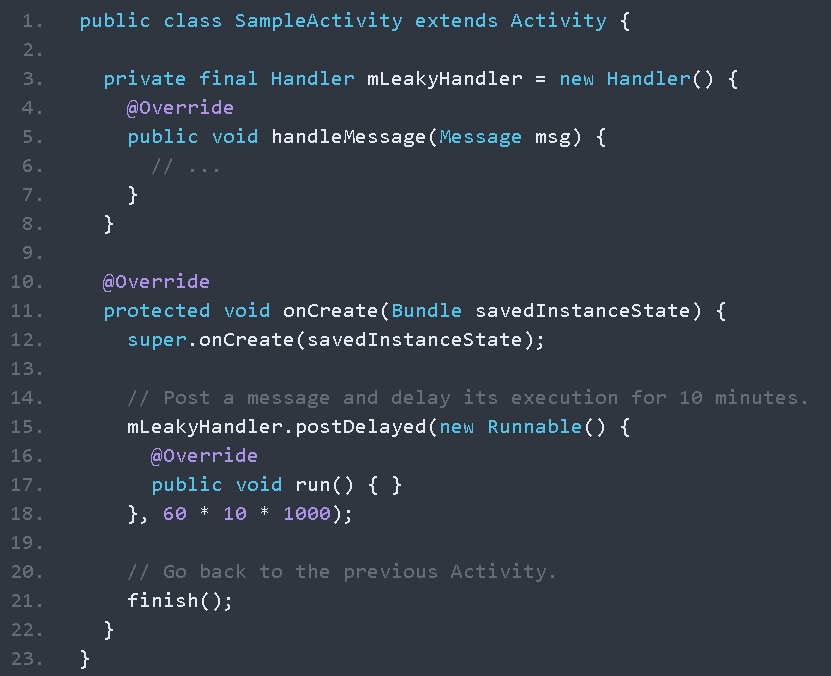 1. public class SampleActivity extends Activity {
2.
3. private final Handler mLeakyHandler = new Handler() {
4. @Override
5. public void handleMessage(Message msg) {
6. // ...
7. }
8. }
9.
10. @Override
11. protected void onCreate(Bundle savedInstanceState) {
12. super.onCreate(savedInstanceState);
13.
14. // Post a message and delay its execution for 10 minutes.
15. mLeakyHandler.postDelayed(new Runnable() {
16. @Override
17. public void run() { }
18. }, 60 * 10 * 1000);
19.
20. // Go back to the previous Activity.
21. finish();
22. }
23. }